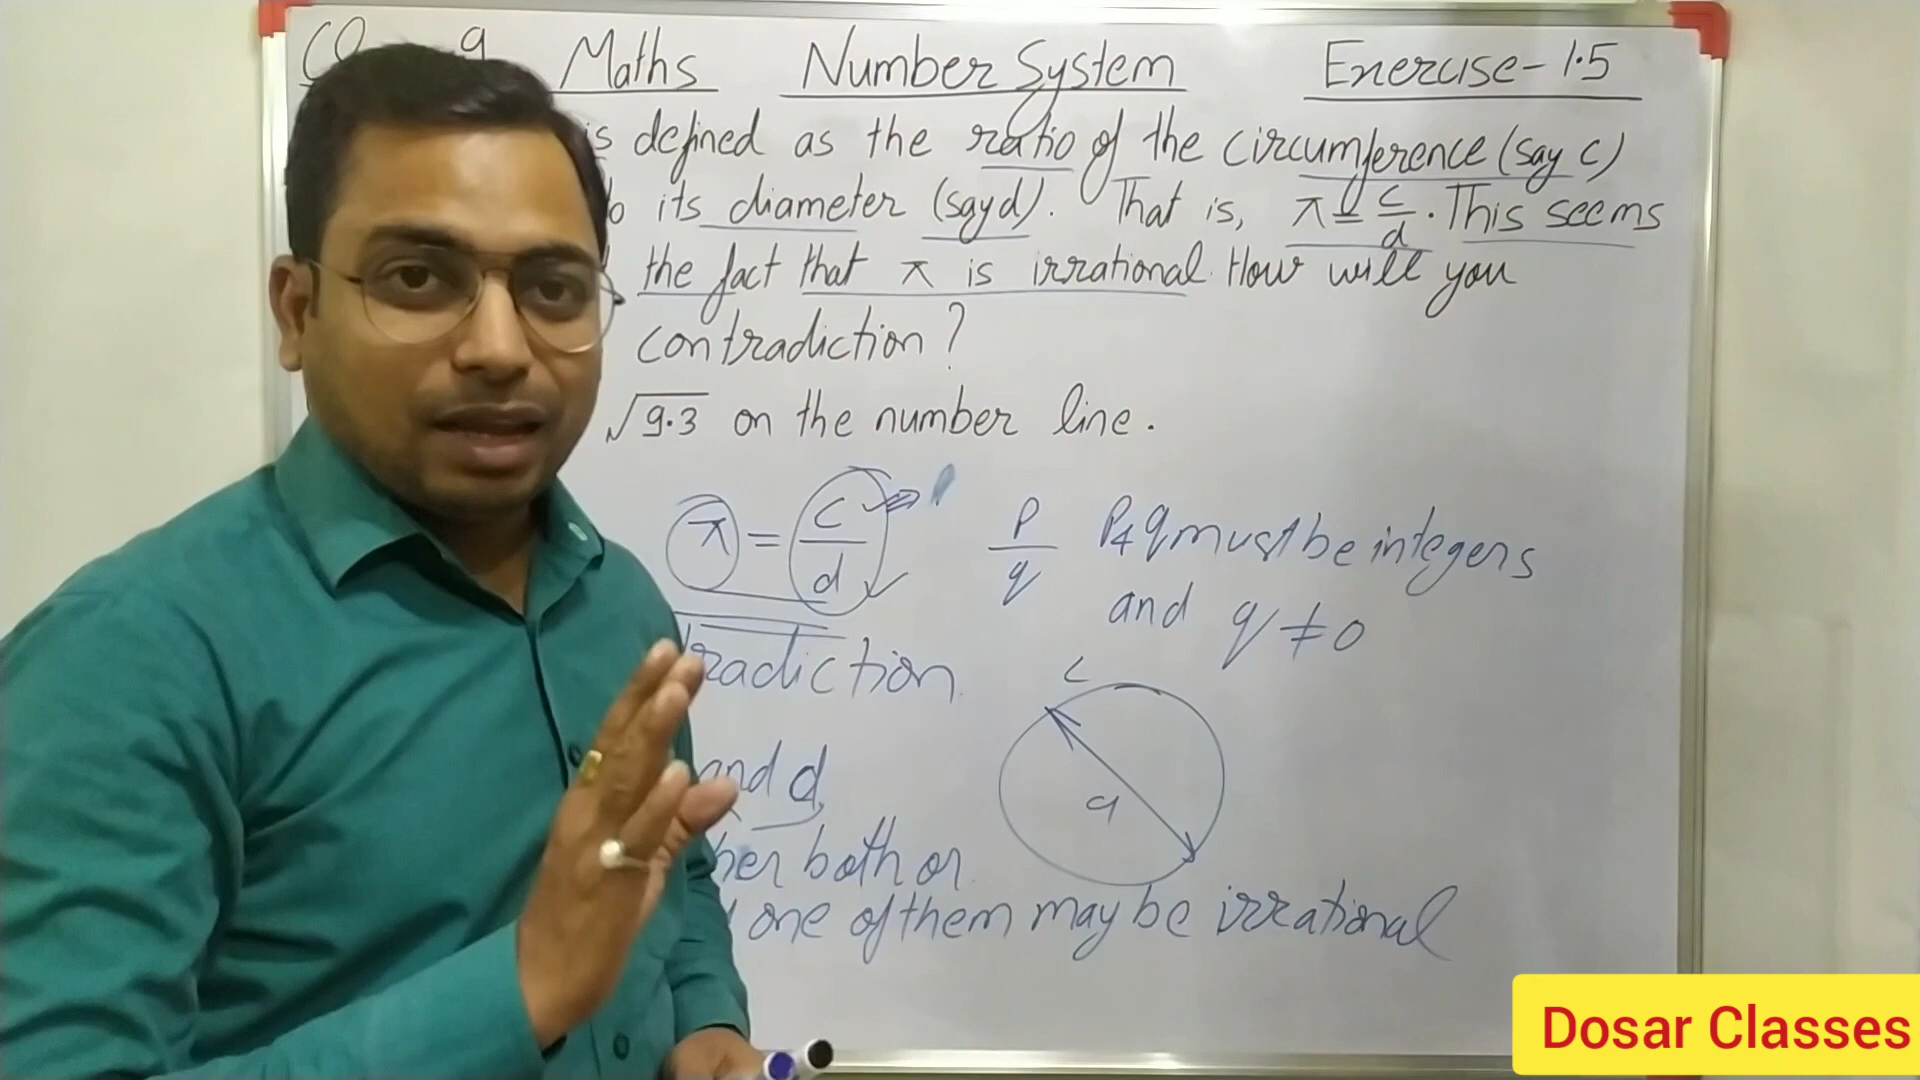 9 Maths Number System Exercise-1.5
is defined as the ratio of the circumference (say c)
its diameter (say d). That is, π = c/d. This seems
the fact that π is irrational. How will you
contradiction?
√9.3 on the number line.
π = c/d p/q P & q must be integers
and q ≠ 0
radiction
c
and d,
her both or
one of them may be irrational
Dosar Classes